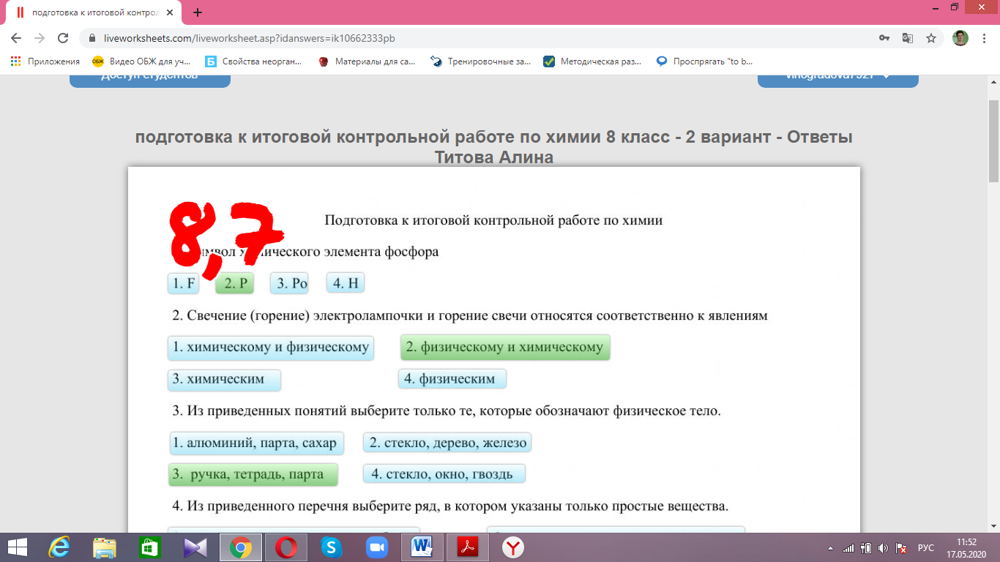 подготовка к итоговой контрол
liveworksheets.com/liveworksheet.asp?idanswers=ik10662333pb
Приложения
Видео ОБЖ для уч...
Свойства неорган...
Материалы для са...
Тренировочные за...
Методическая раз...
Проспрягать "to b...
Доступ студентов
vinogradova7527
подготовка к итоговой контрольной работе по химии 8 класс - 2 вариант - Ответы
Титова Алина
8,7
Подготовка к итоговой контрольной работе по химии
химического элемента фосфора
1. F 2. P 3. Po 4. H
2. Свечение (горение) электролампочки и горение свечи относятся соответственно к явлениям
1. химическому и физическому 2. физическому и химическому
3. химическим 4. физическим
3. Из приведенных понятий выберите только те, которые обозначают физическое тело.
1. алюминий, парта, сахар 2. стекло, дерево, железо
3. ручка, тетрадь, парта 4. стекло, окно, гвоздь
4. Из приведенного перечня выберите ряд, в котором указаны только простые вещества.
РУС
11:52
17.05.2020